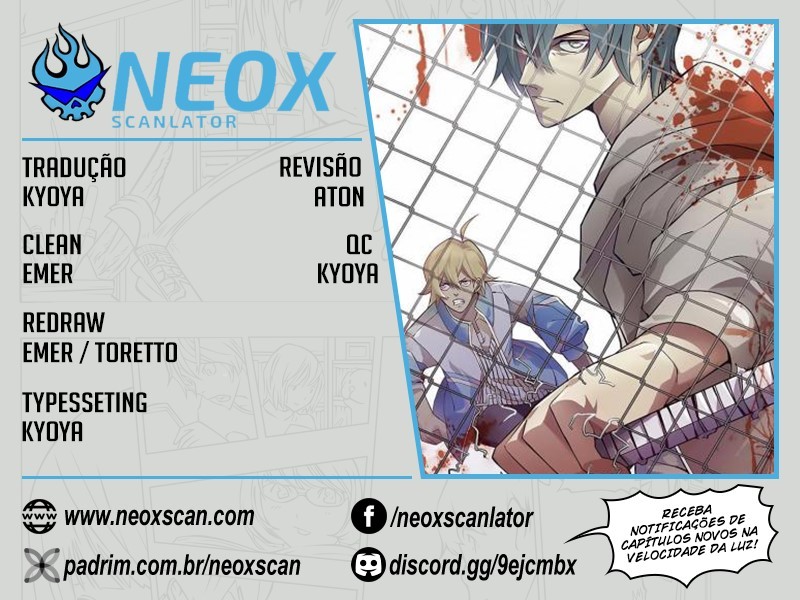 NEOX
SCANLATOR
TRADUÇÃO
KYOYA
REVISÃO
ATON
CLEAN
EMER
QC
KYOYA
REDRAW
EMER / TORETTO
TYPESSETING
KYOYA
www
www.neoxscan.com
f /neoxscanlator
padrim.com.br/neoxscan
discord.gg/9ejcmbx
RECEBA
NOTIFICAÇÕES DE
CAPÍTULOS NOVOS NA
VELOCIDADE DA LUZ!